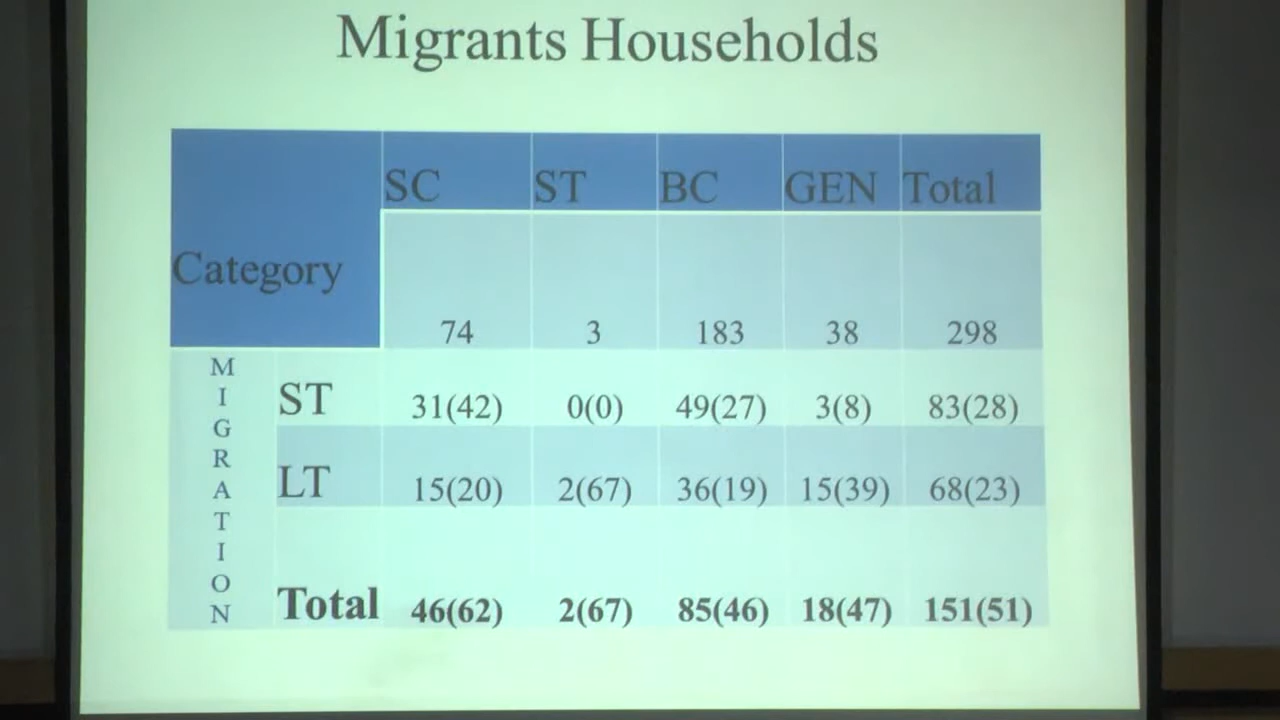 Migrants Households
Category SC ST BC GEN Total
74 3 183 38 298
MIGRATION
ST 31(42) 0(0) 49(27) 3(8) 83(28)
LT 15(20) 2(67) 36(19) 15(39) 68(23)
Total 46(62) 2(67) 85(46) 18(47) 151(51)